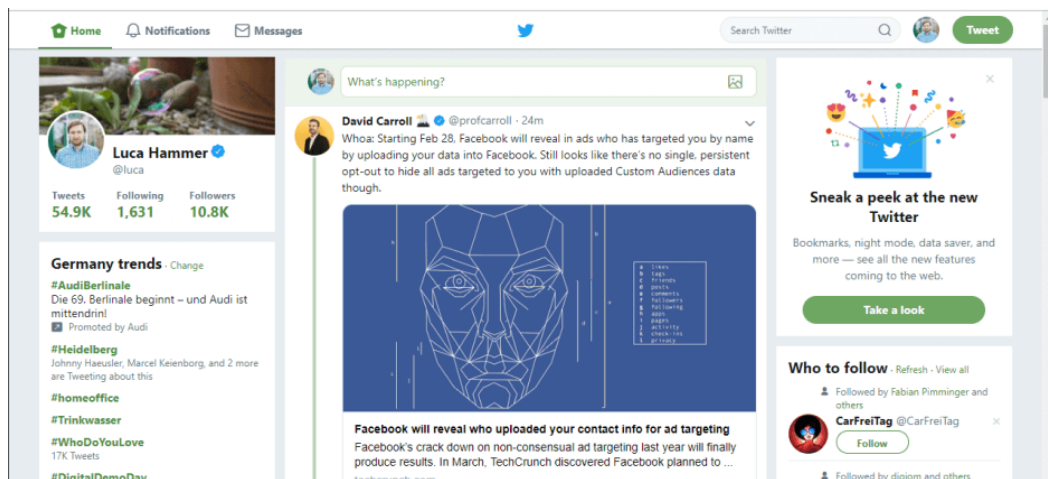 Home Notifications Messages Search Twitter Tweet
Luca Hammer
@luca
Tweets Following Followers
54.9K 1,631 10.8K
Germany trends · Change
#AudiBerlinale
Die 69. Berlinale beginnt – und Audi ist
mittendrin!
Promoted by Audi
#Heidelberg
Johnny Haeusler, Marcel Keienborg, and 2 more
are Tweeting about this
#homeoffice
#Trinkwasser
#WhoDoYouLove
17K Tweets
#DigitalDemoDay
What's happening?
David Carroll @profcarroll · 24m
Whoa: Starting Feb 28, Facebook will reveal in ads who has targeted you by name
by uploading your data into Facebook. Still looks like there's no single, persistent
opt-out to hide all ads targeted to you with uploaded Custom Audiences data
though.
a likes
b tags
c friends
d posts
e comments
f followers
g following
h apps
i pages
j activity
k check-ins
l privacy
Facebook will reveal who uploaded your contact info for ad targeting
Facebook's crack down on non-consensual ad targeting last year will finally
produce results. In March, TechCrunch discovered Facebook planned to ...
techcrunch.com
Sneak a peek at the new
Twitter
Bookmarks, night mode, data saver, and
more — see all the new features
coming to the web.
Take a look
Who to follow · Refresh · View all
Followed by Fabian Pimminger and
others
CarFreiTag @CarFreiTag
Follow
Followed by digiom and others